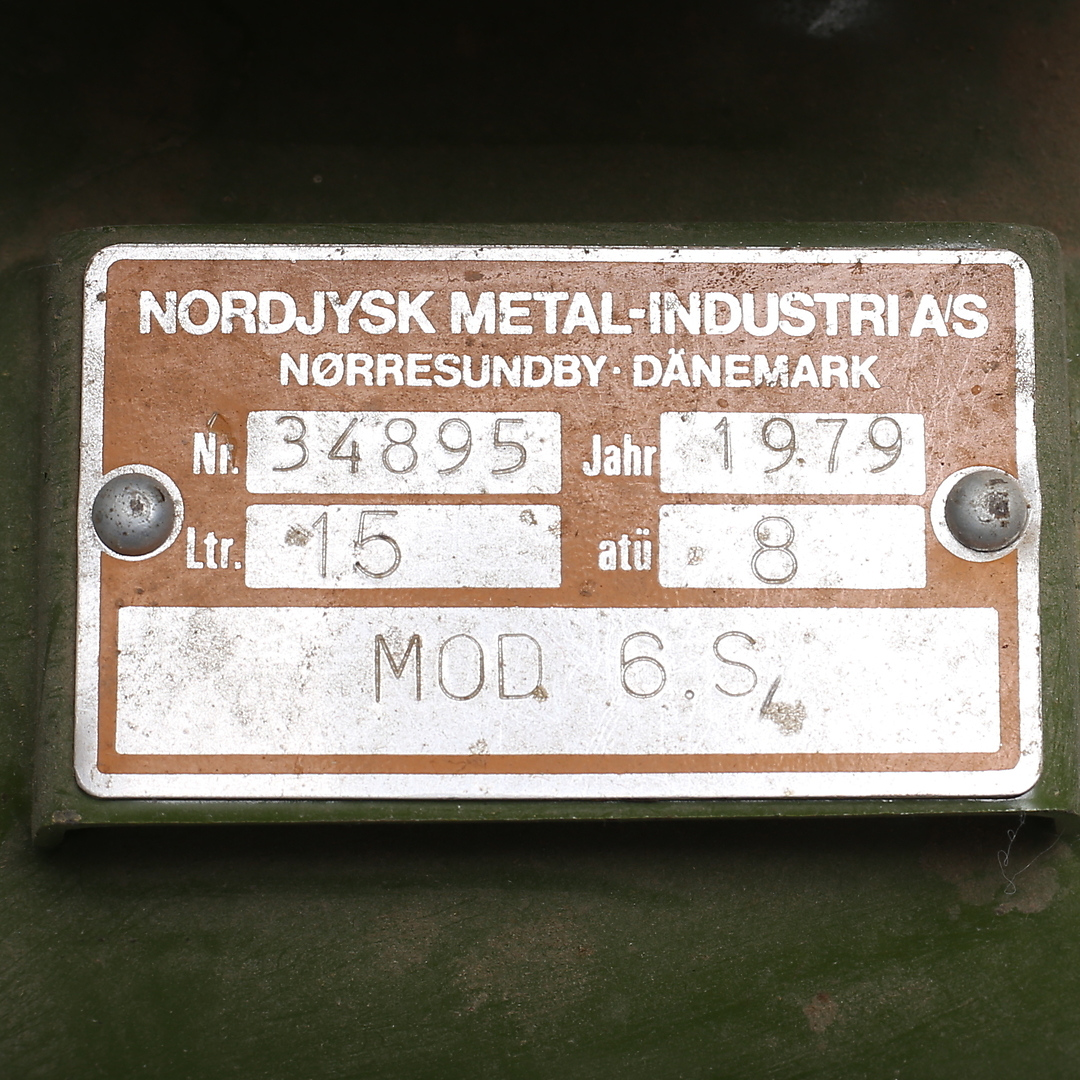 NORDJYSK METAL-INDUSTRI A/S
NØRRESUNDBY · DÄNEMARK
Nr. 34895 Jahr 1979
Ltr. 15 atü 8
MOD 6.S